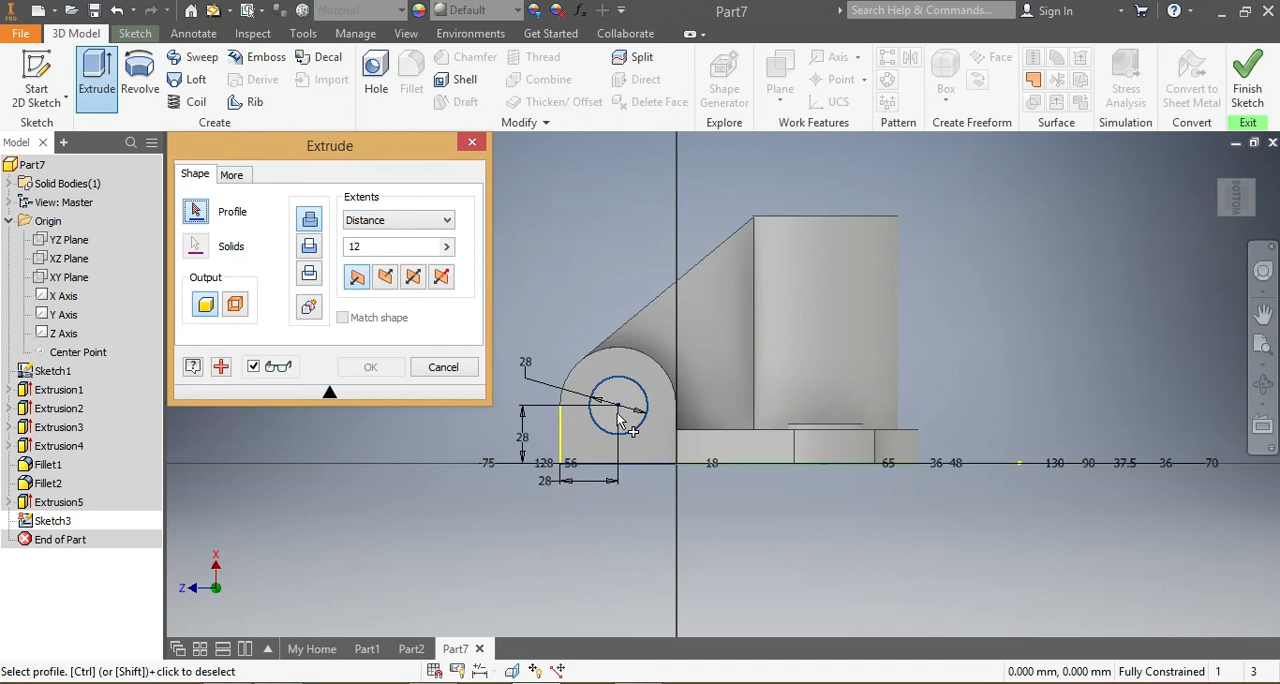 PRO
Material
Default
Part7
Search Help & Commands...
Sign In
File
3D Model
Sketch
Annotate
Inspect
Tools
Manage
View
Environments
Get Started
Collaborate
Start
2D Sketch
Extrude
Revolve
Sweep
Emboss
Decal
Loft
Derive
Import
Coil
Rib
Hole
Fillet
Chamfer
Thread
Shell
Combine
Draft
Thicken/ Offset
Split
Direct
Delete Face
Shape
Generator
Plane
Axis
Point
UCS
Box
Face
Stress
Analysis
Convert to
Sheet Metal
Finish
Sketch
Sketch
Create
Modify
Explore
Work Features
Pattern
Create Freeform
Surface
Simulation
Convert
Exit
Model
Part7
Solid Bodies(1)
View: Master
Origin
YZ Plane
XZ Plane
XY Plane
X Axis
Y Axis
Z Axis
Center Point
Sketch1
Extrusion1
Extrusion2
Extrusion3
Extrusion4
Fillet1
Fillet2
Extrusion5
Sketch3
End of Part
Extrude
Shape
More
Profile
Solids
Output
Extents
Distance
12
Match shape
OK
Cancel
BOTTOM
28
28
28
-75
128
56
18
65
36
48
130
90
37.5
36
70
X
Z
My Home
Part1
Part2
Part7
Select profile. [Ctrl] (or [Shift])+click to deselect
0.000 mm, 0.000 mm
Fully Constrained
1
3